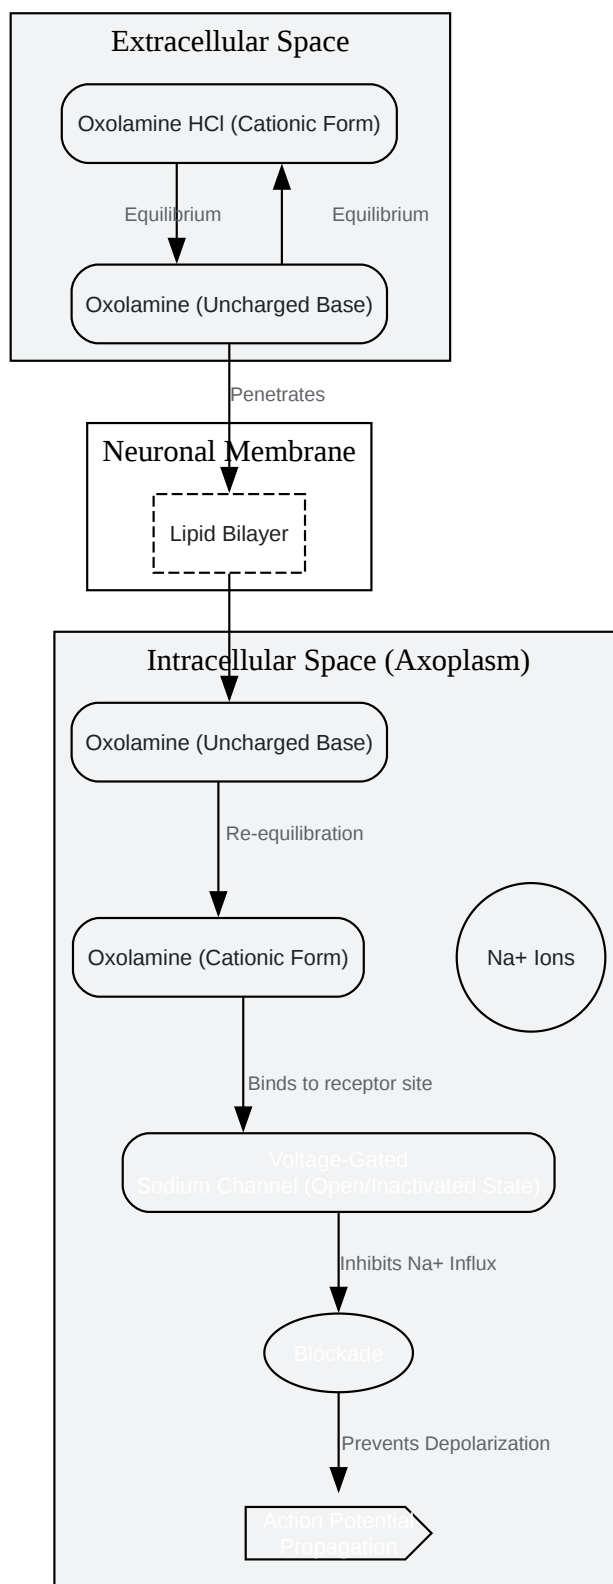 Extracellular Space
Oxolamine HCl (Cationic Form)
Equilibrium
Equilibrium
Oxolamine (Uncharged Base)
Penetrates
Neuronal Membrane
Lipid Bilayer
Intracellular Space (Axoplasm)
Oxolamine (Uncharged Base)
Re-equilibration
Oxolamine (Cationic Form)
Na+ Ions
Binds to receptor site
Voltage-Gated
Sodium Channel (Open/Inactivated State)
Inhibits Na+ Influx
Blockade
Prevents Depolarization
Action Potential
Propagation